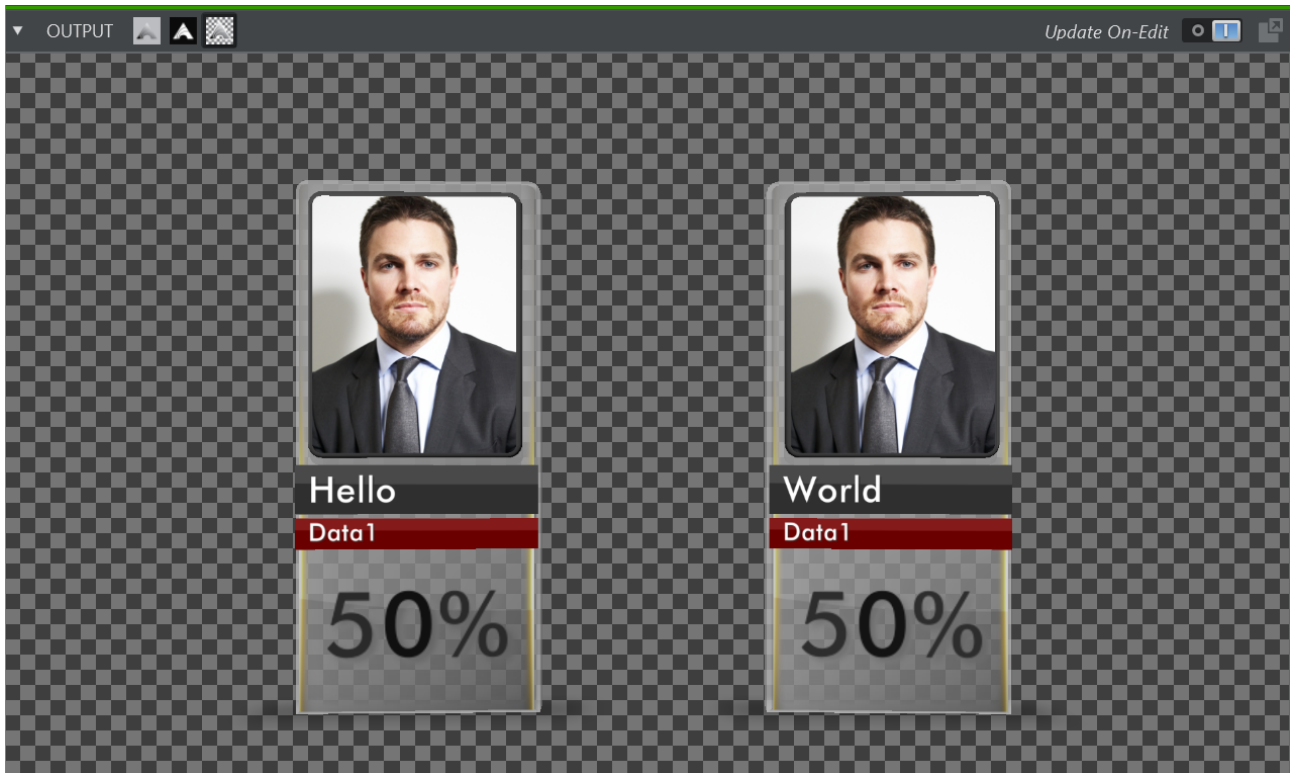 OUTPUT
Update On-Edit
Hello
Data1
50%
World
Data1
50%